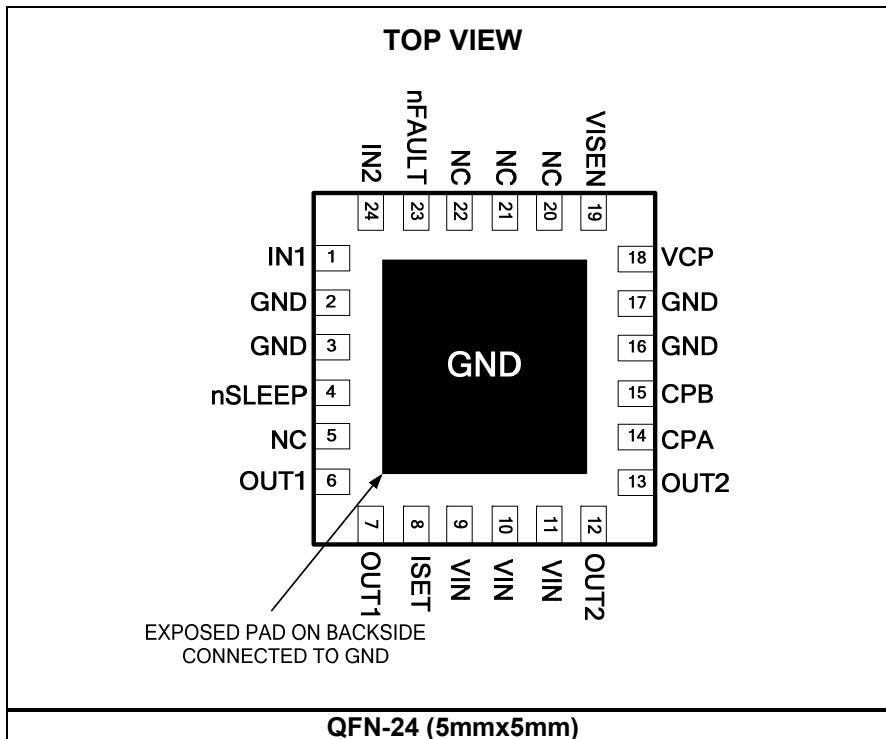 TOP VIEW
IN2
nFAULT
NC
NC
NC
VISEN
24
23
22
21
20
19
IN1 1
GND 2
GND 3
nSLEEP 4
NC 5
OUT1 6
GND
18 VCP
17 GND
16 GND
15 CPB
14 CPA
13 OUT2
7
8
9
10
11
12
OUT1
ISET
VIN
VIN
VIN
OUT2
EXPOSED PAD ON BACKSIDE
CONNECTED TO GND
QFN-24 (5mmx5mm)